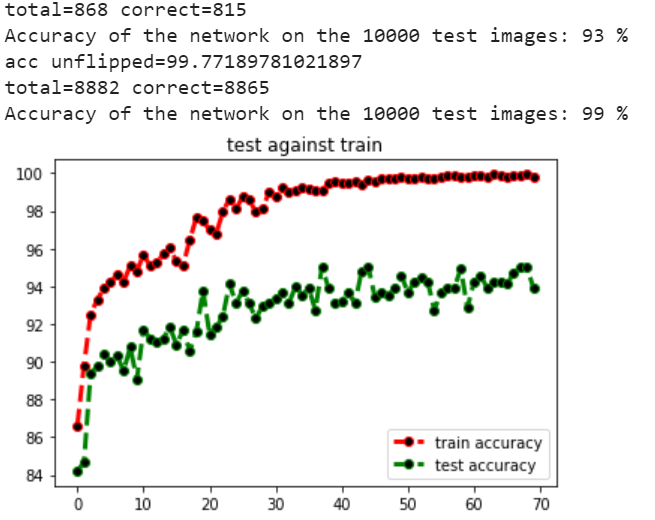 total=868 correct=815
Accuracy of the network on the 10000 test images: 93 %
acc unflipped=99.77189781021897
total=8882 correct=8865
Accuracy of the network on the 10000 test images: 99 %
test against train
100
98
96
94
92
90
88
86
84
train accuracy
test accuracy
0 10 20 30 40 50 60 70